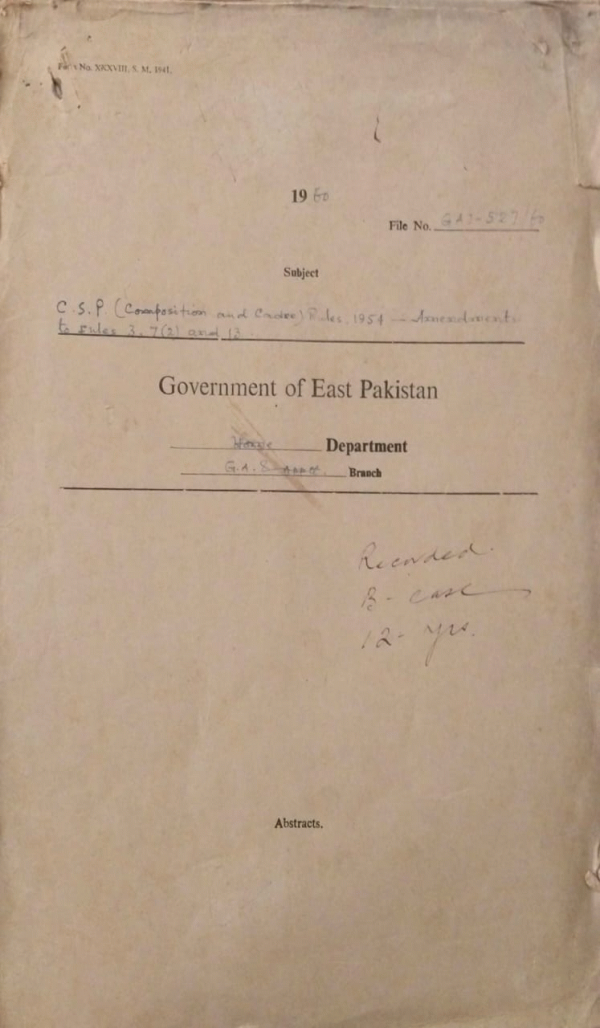 Form No. XXXVIII, S. M., 1941.
1960
File No. GA1-527/60
Subject
C.S.P (Composition and Cadre) Rules, 1954 — Amendments
to rules 3, 7(2) and 13.
Government of East Pakistan
Home Department
G.A. & Branch
Recorded.
B- case
12- yrs.
Abstracts.